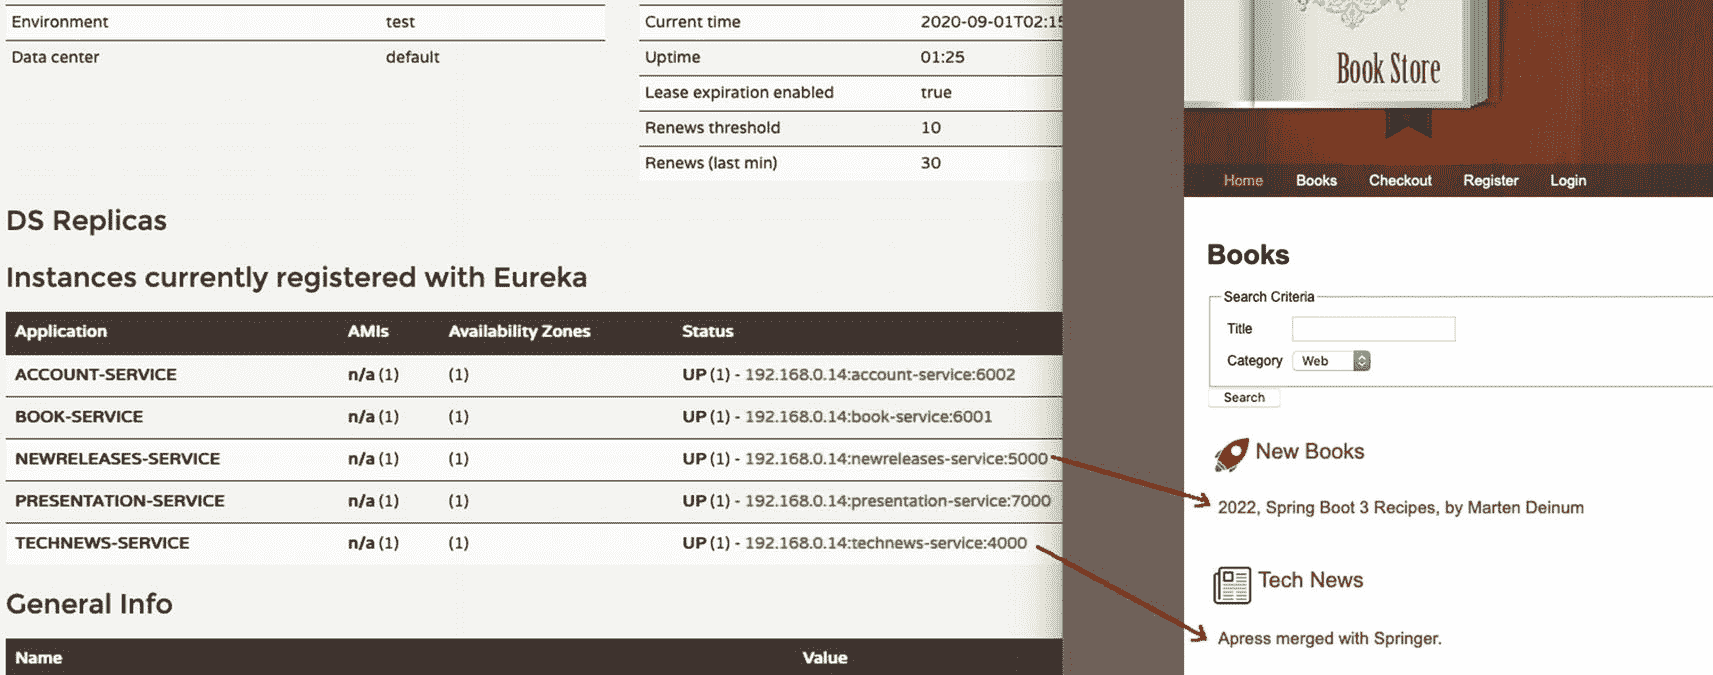 Environment test
Data center default
Current time 2020-09-01T02:15
Uptime 01:25
Lease expiration enabled true
Renews threshold 10
Renews (last min) 30
DS Replicas
Instances currently registered with Eureka
Application AMIs Availability Zones Status
ACCOUNT-SERVICE n/a (1) (1) UP (1) - 192.168.0.14:account-service:6002
BOOK-SERVICE n/a (1) (1) UP (1) - 192.168.0.14:book-service:6001
NEWRELEASES-SERVICE n/a (1) (1) UP (1) - 192.168.0.14:newreleases-service:5000
PRESENTATION-SERVICE n/a (1) (1) UP (1) - 192.168.0.14:presentation-service:7000
TECHNEWS-SERVICE n/a (1) (1) UP (1) - 192.168.0.14:technews-service:4000
General Info
Name Value
Book Store
Home Books Checkout Register Login
Books
Search Criteria
Title
Category Web
Search
New Books
2022, Spring Boot 3 Recipes, by Marten Deinum
Tech News
Apress merged with Springer.